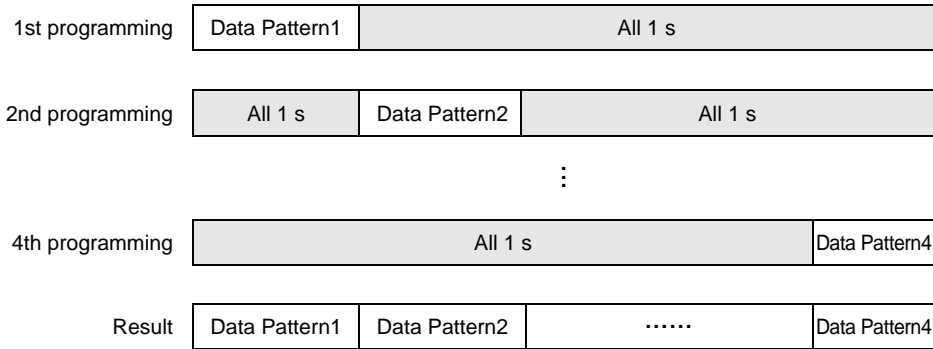 1st programming Data Pattern1 All 1 s
2nd programming All 1 s Data Pattern2 All 1 s
⋮
4th programming All 1 s Data Pattern4
Result Data Pattern1 Data Pattern2 ...... Data Pattern4